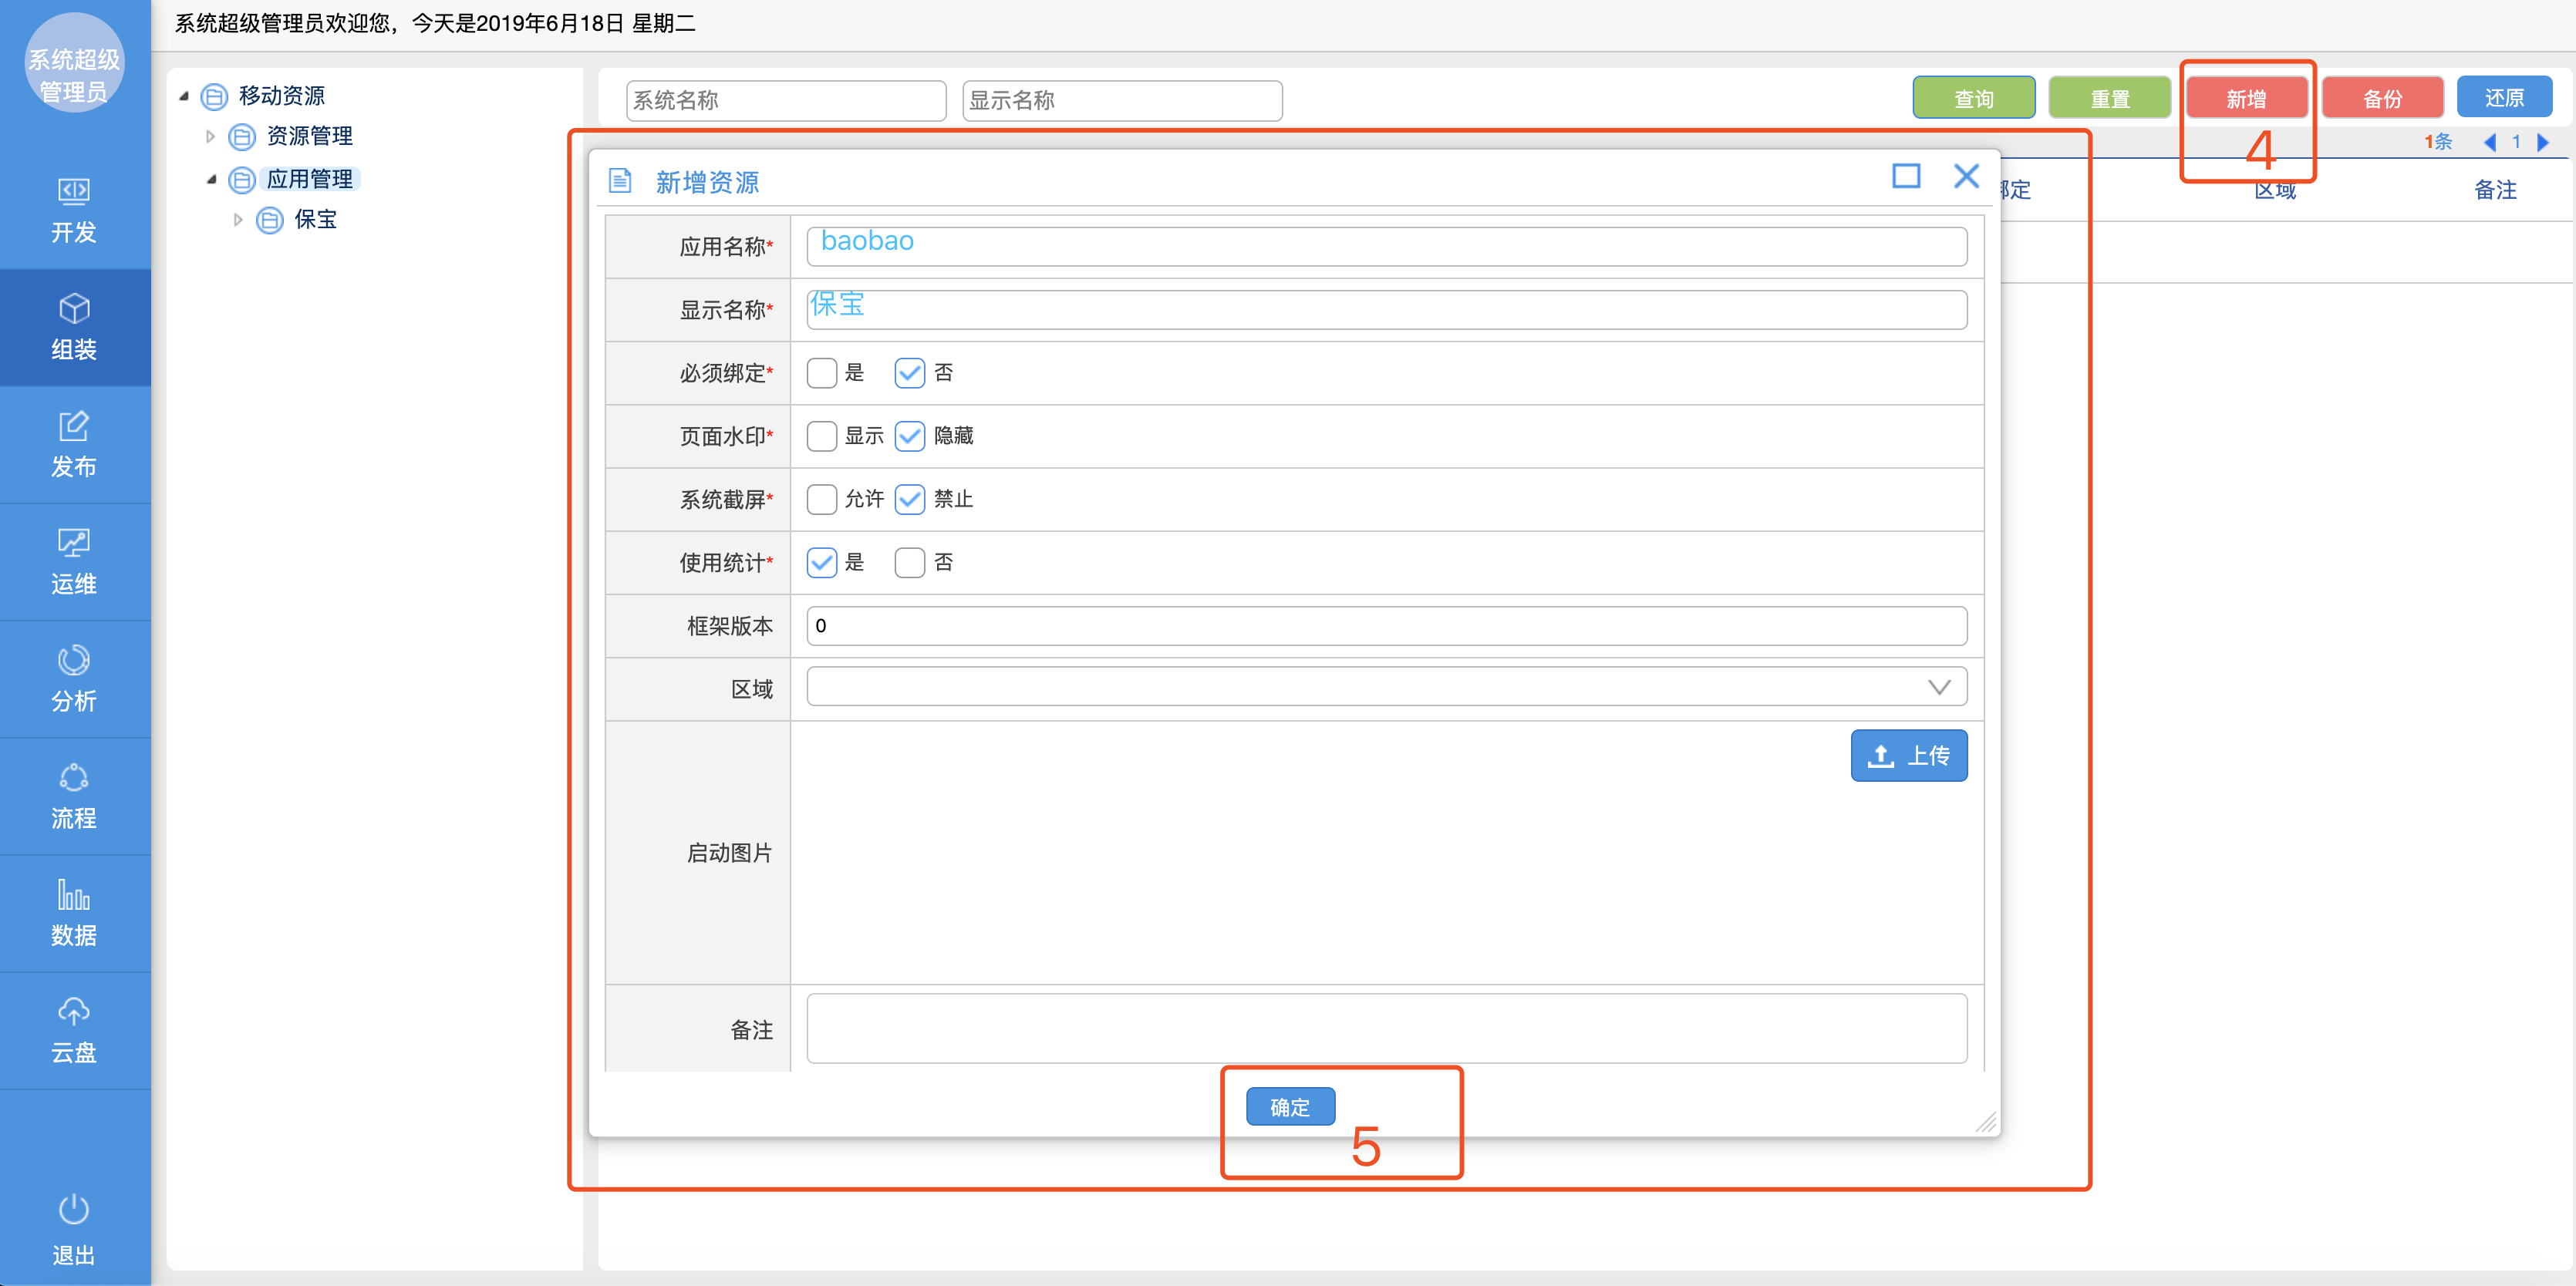 系统超级管理员欢迎您，今天是2019年6月18日 星期二
系统超级
管理员
开发
组装
发布
运维
分析
流程
数据
云盘
退出
移动资源
资源管理
应用管理
保宝
系统名称 显示名称 查询 重置 新增 备份 还原
4
1条 1
绑定 区域 备注
新增资源
应用名称* baobao
显示名称* 保宝
必须绑定* 是 否
页面水印* 显示 隐藏
系统截屏* 允许 禁止
使用统计* 是 否
框架版本 0
区域
上传
启动图片
备注
确定
5